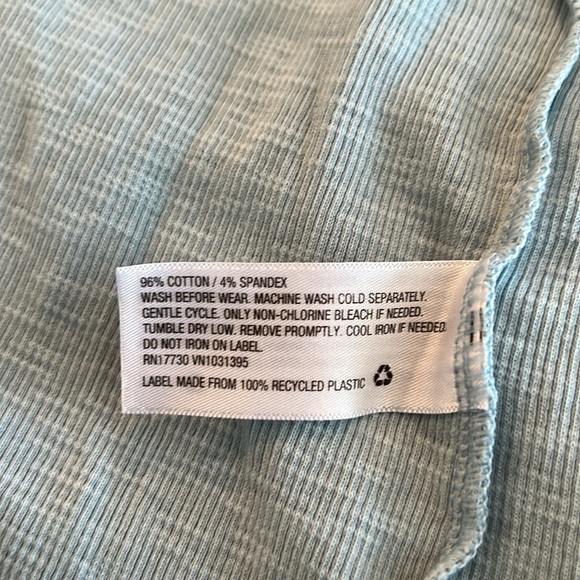 96% COTTON / 4% SPANDEX
WASH BEFORE WEAR. MACHINE WASH COLD SEPARATELY.
GENTLE CYCLE. ONLY NON-CHLORINE BLEACH IF NEEDED.
TUMBLE DRY LOW. REMOVE PROMPTLY. COOL IRON IF NEEDED.
DO NOT IRON ON LABEL.
RN17730 VN1031395
LABEL MADE FROM 100% RECYCLED PLASTIC